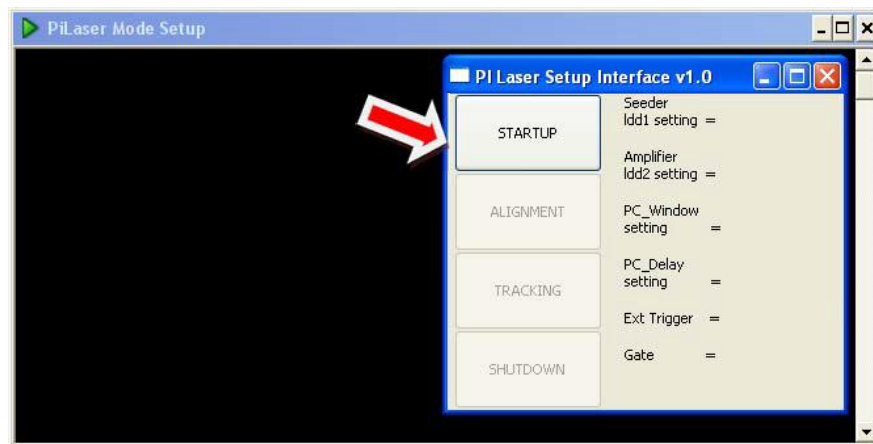 PiLaser Mode Setup
PI Laser Setup Interface v1.0
STARTUP
ALIGNMENT
TRACKING
SHUTDOWN
Seeder
ldd1 setting =
Amplifier
ldd2 setting =
PC_Window
setting =
PC_Delay
setting =
Ext Trigger =
Gate =